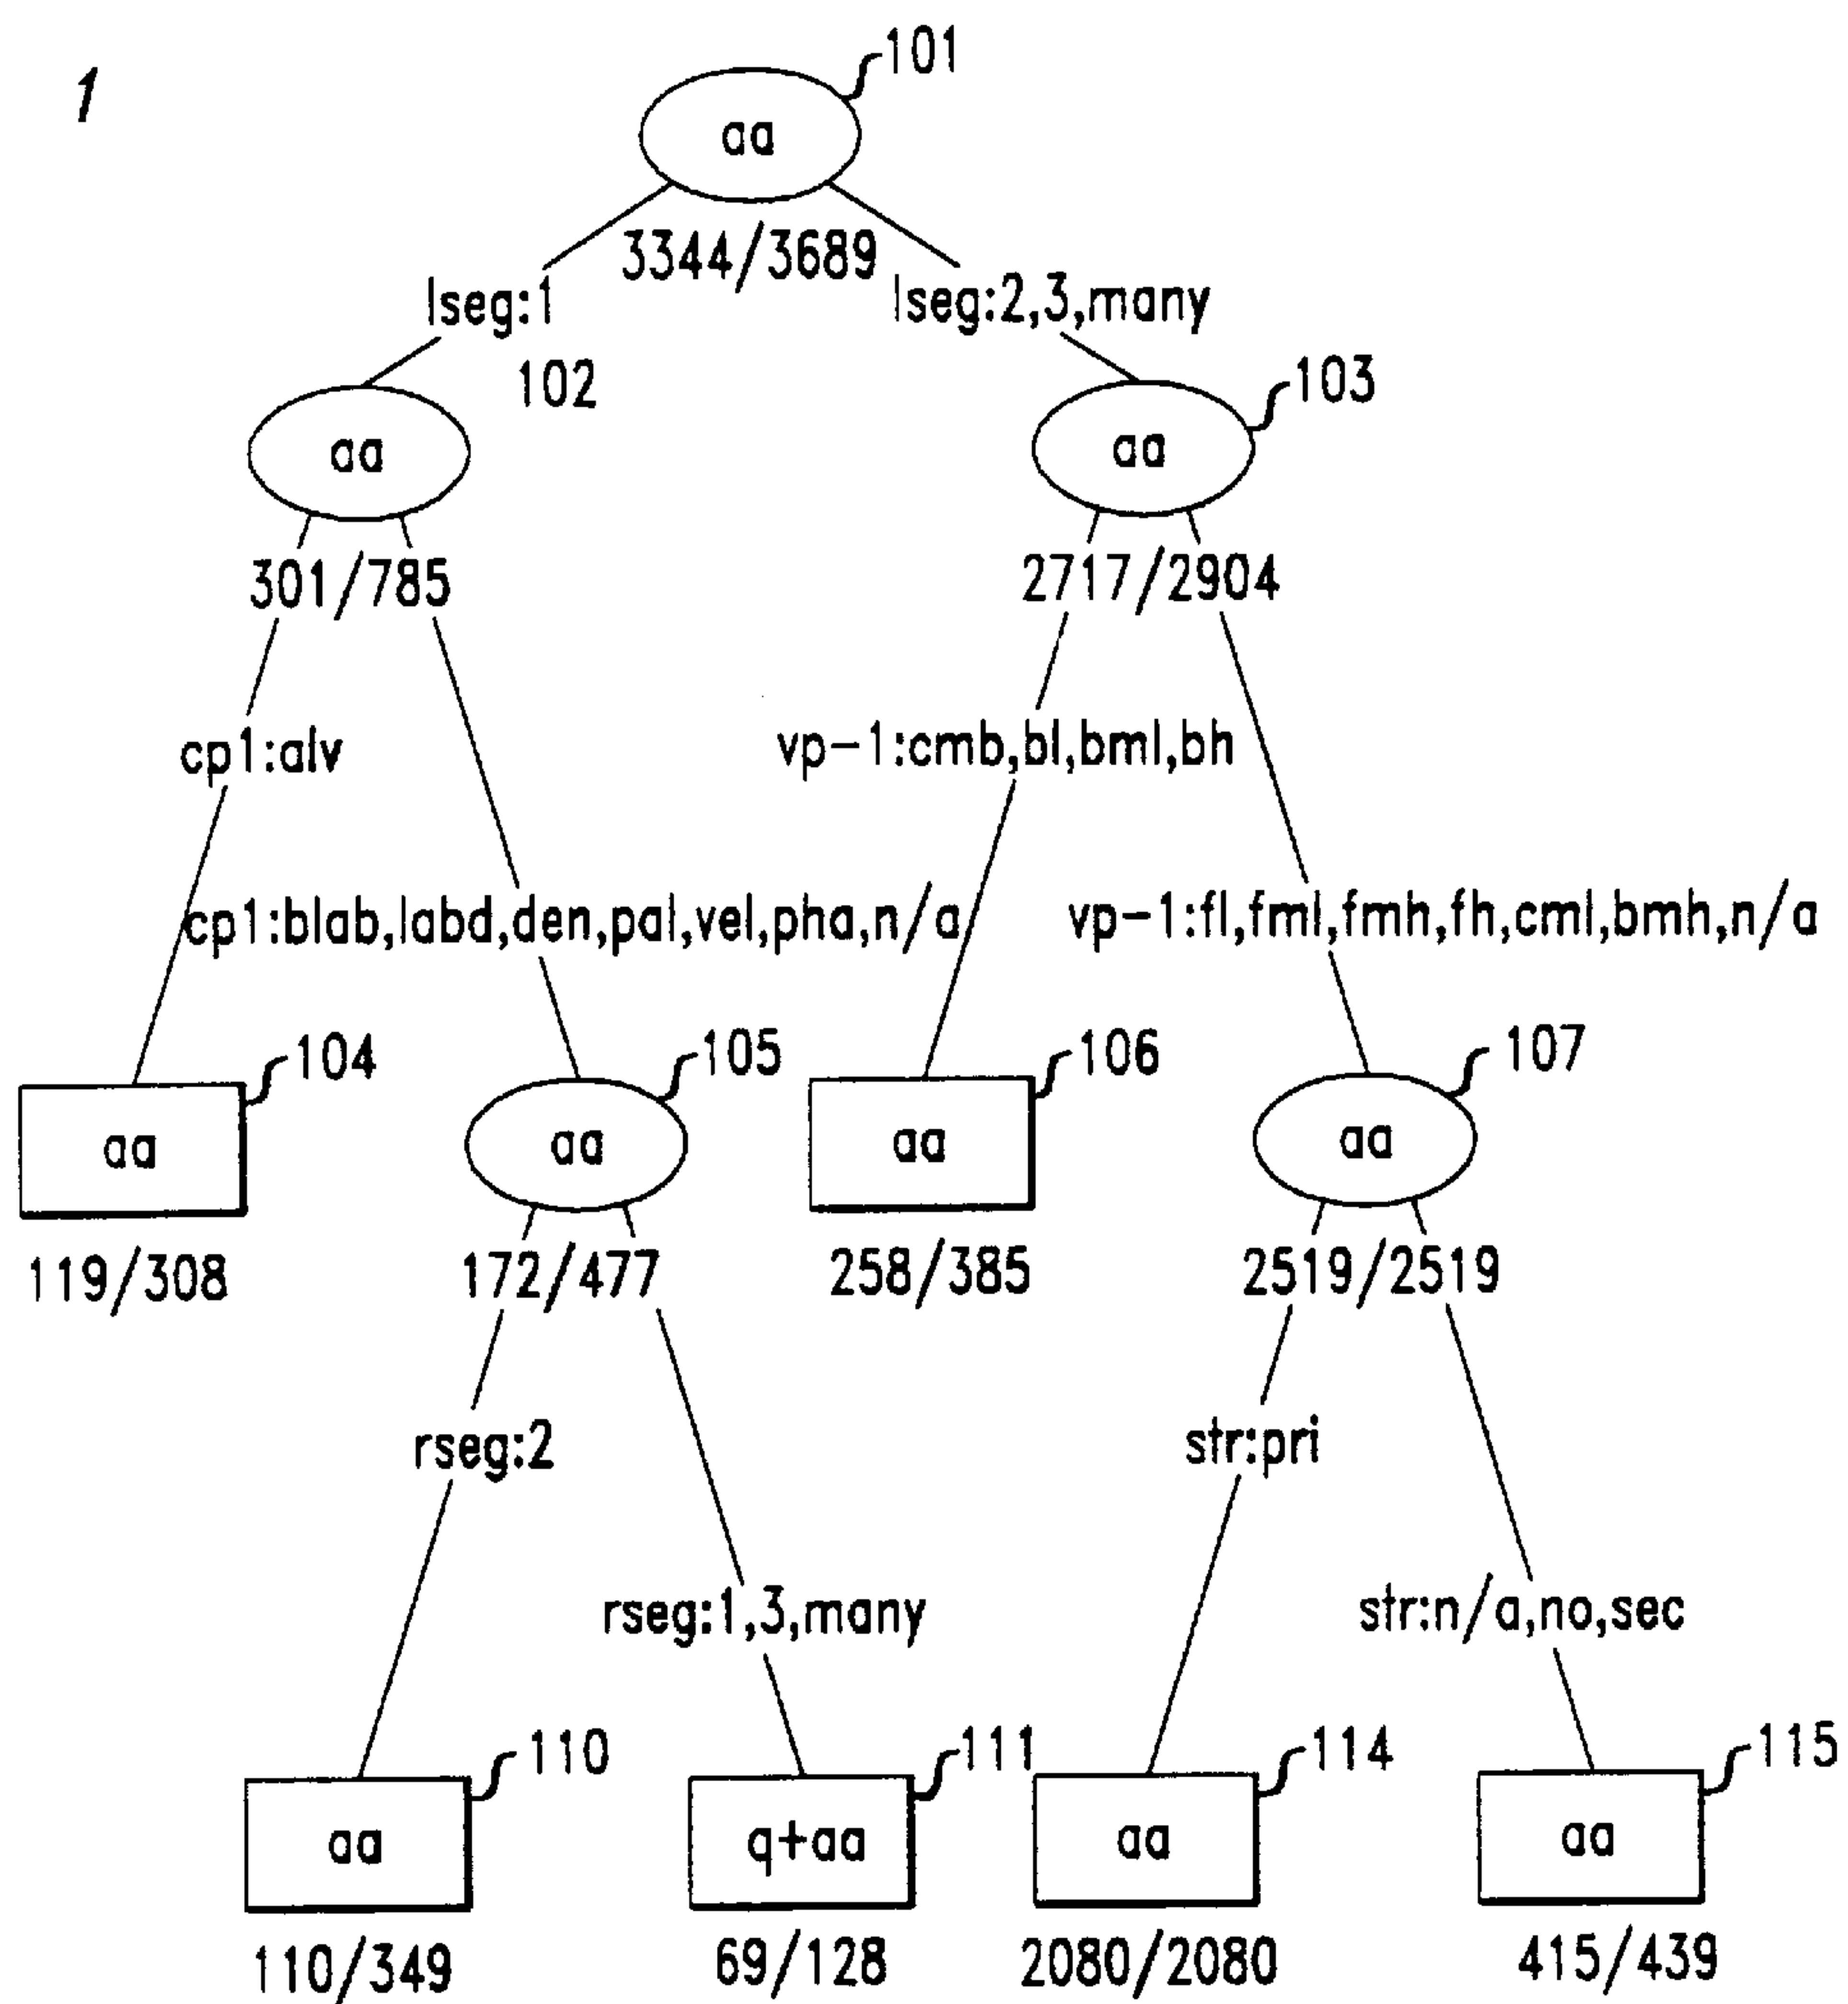 1
101
aa
3344/3689
lseg:1
lseg:2,3,many
102
103
aa
aa
301/785
2717/2904
cp1:alv
vp-1:cmb,bl,bml,bh
cp1:blab,labd,den,pal,vel,pha,n/a
vp-1:fl,fml,fmh,fh,cml,bmh,n/a
104
105
106
107
aa
aa
aa
aa
119/308
172/477
258/385
2519/2519
rseg:2
str:pri
rseg:1,3,many
str:n/a,no,sec
110
111
114
115
aa
q+aa
aa
aa
110/349
69/128
2080/2080
415/439